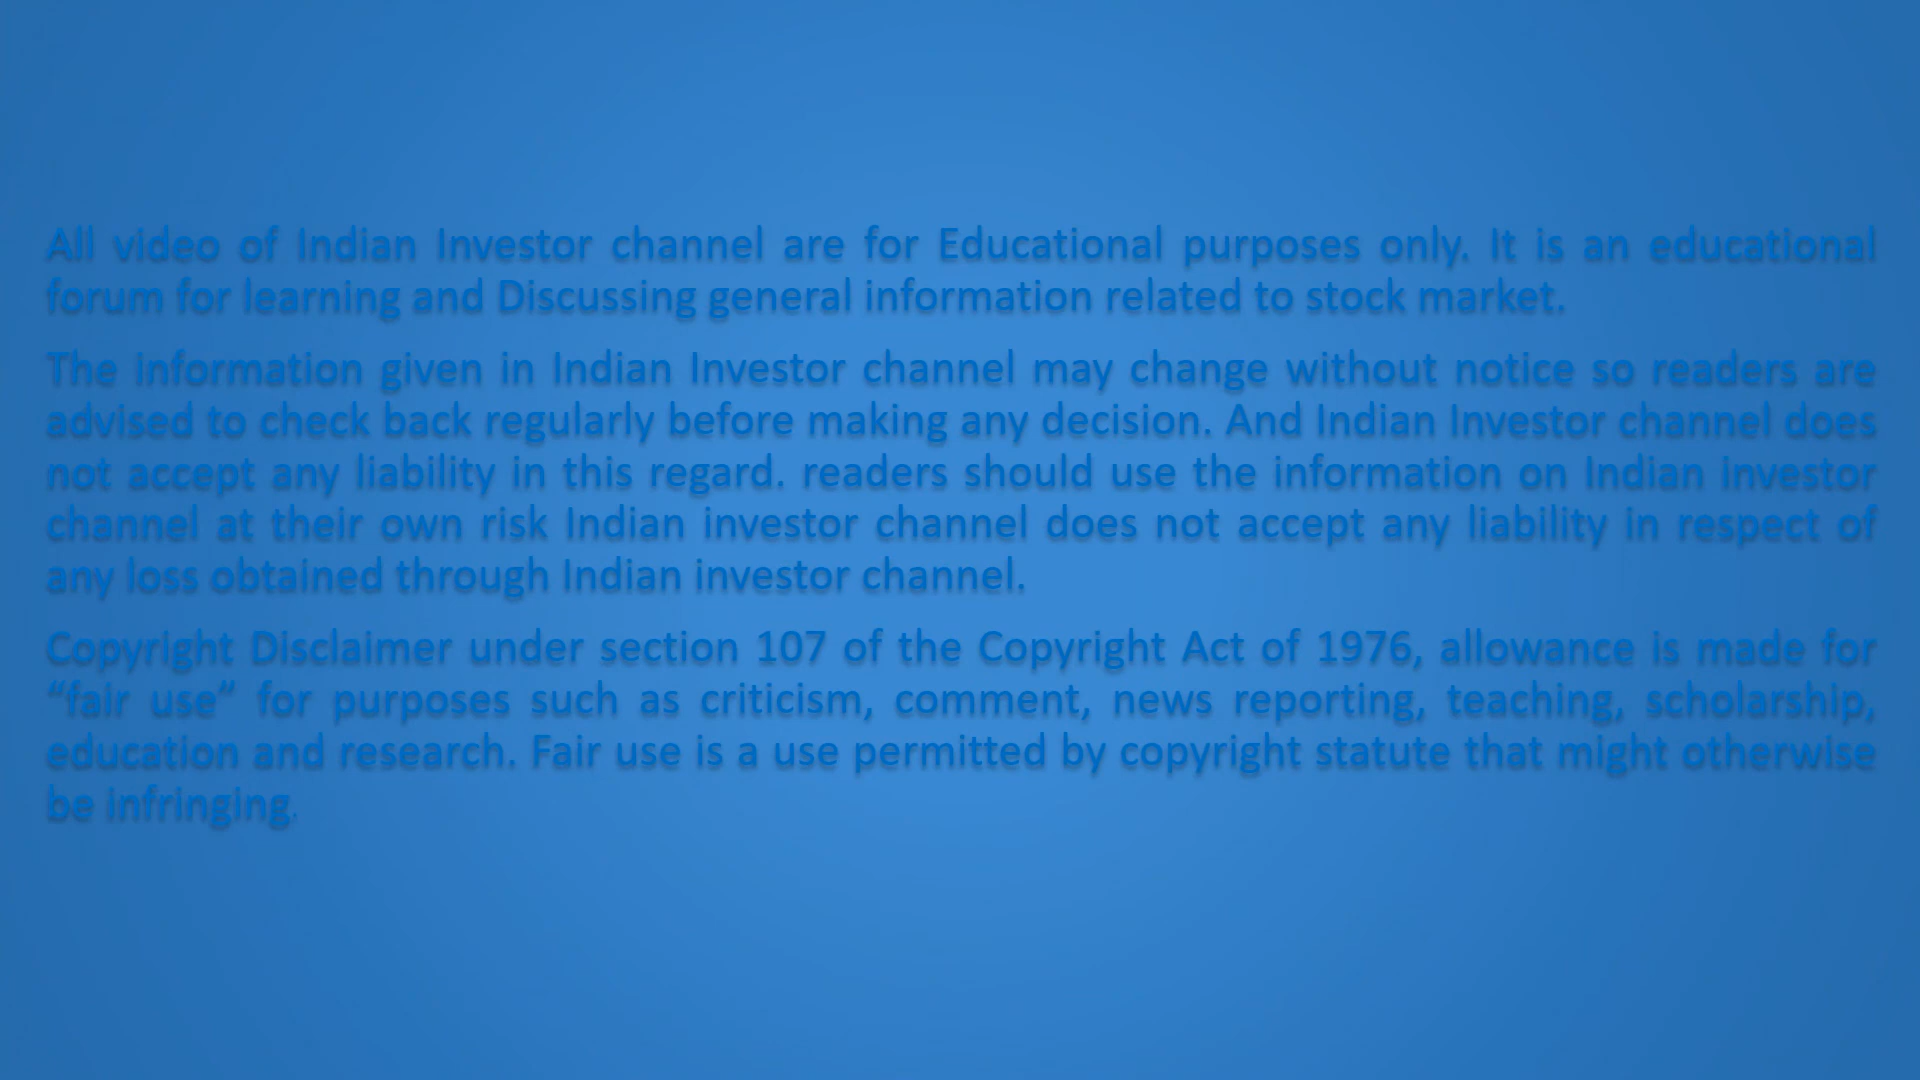 All video of Indian Investor channel are for Educational purposes only. It is an educational
forum for learning and Discussing general information related to stock market.
The information given in Indian Investor channel may change without notice so readers are
advised to check back regularly before making any decision. And Indian Investor channel does
not accept any liability in this regard. readers should use the information on Indian investor
channel at their own risk Indian investor channel does not accept any liability in respect of
any loss obtained through Indian investor channel.
Copyright Disclaimer under section 107 of the Copyright Act of 1976, allowance is made for
“fair use” for purposes such as criticism, comment, news reporting, teaching, scholarship,
education and research. Fair use is a use permitted by copyright statute that might otherwise
be infringing.